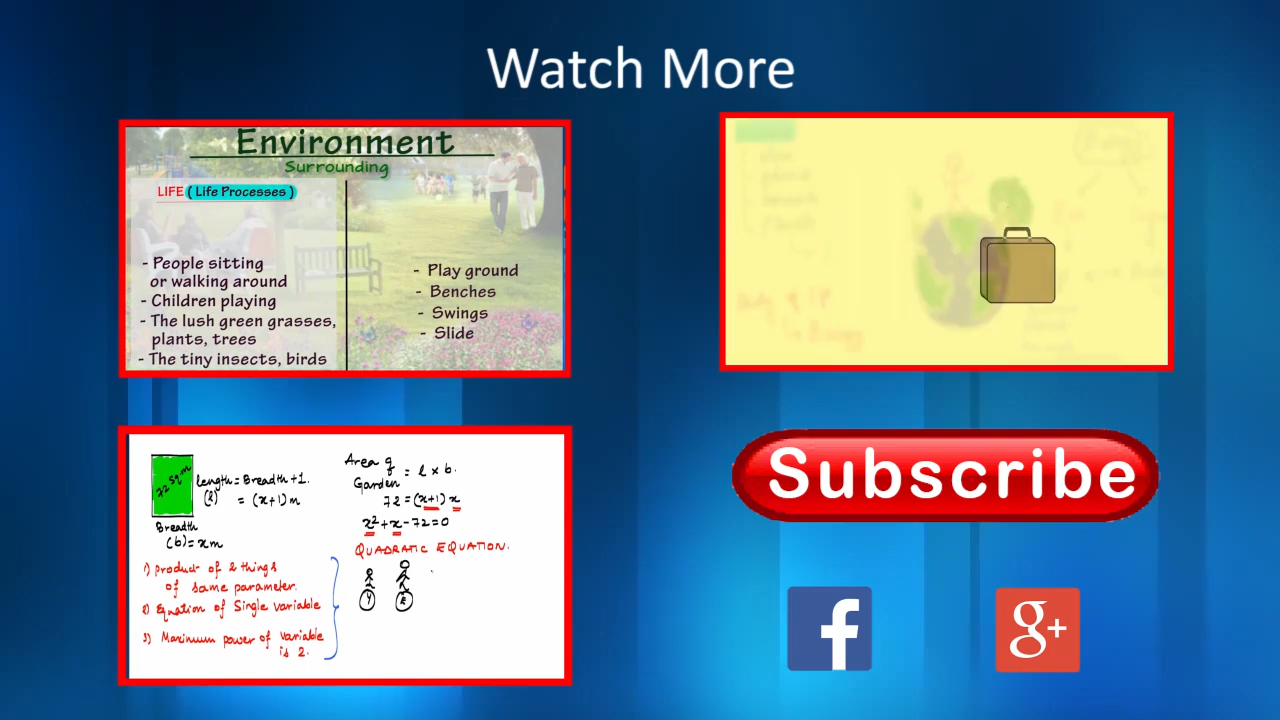 Watch More
Environment
Surrounding
LIFE ( Life Processes )
- People sitting
or walking around
- Children playing
- The lush green grasses,
plants, trees
- The tiny insects, birds
- Play ground
- Benches
- Swings
- Slide
72 sqm
length = Breadth +1.
(l) = (x+1) m
Breadth
(b) = x m
Area of
Garden = l x b.
72 = (x+1) x
x² + x - 72 = 0
QUADRATIC EQUATION.
1) product of 2 things
of same parameter.
2) Equation of Single variable
3) Maximum power of variable
is 2.
Subscribe
f
g+